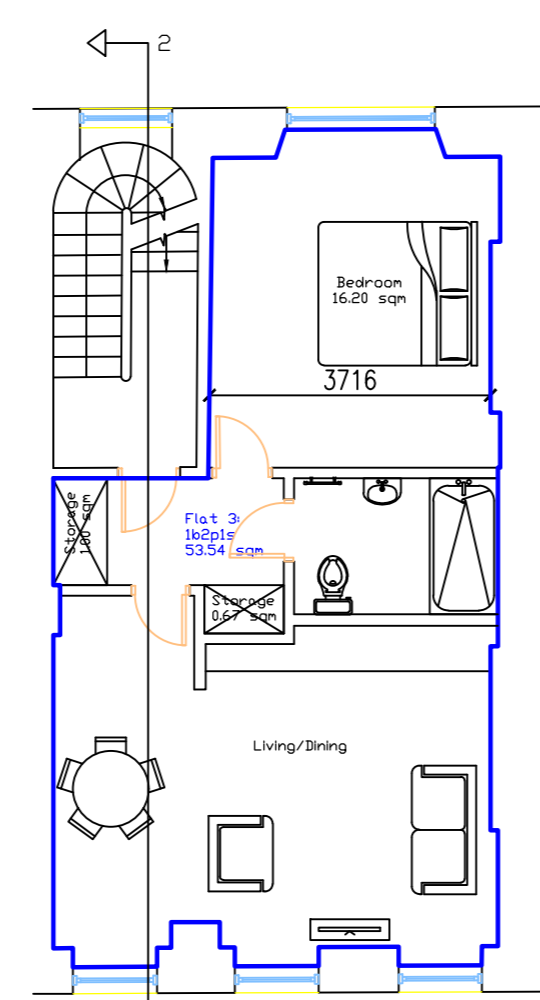 2
Bedroom
16.20 sqm
3716
Storage
1.00 sqm
Flat 3:
1b2p1s
53.54 sqm
Storage
0.67 sqm
Living/Dining